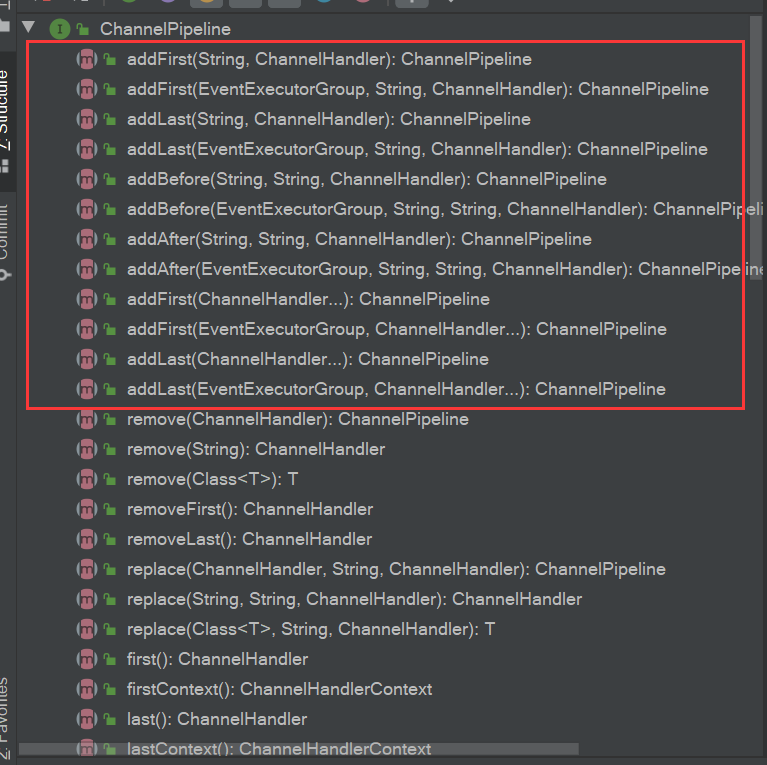 ChannelPipeline
addFirst(String, ChannelHandler): ChannelPipeline
addFirst(EventExecutorGroup, String, ChannelHandler): ChannelPipeline
addLast(String, ChannelHandler): ChannelPipeline
addLast(EventExecutorGroup, String, ChannelHandler): ChannelPipeline
addBefore(String, String, ChannelHandler): ChannelPipeline
addBefore(EventExecutorGroup, String, String, ChannelHandler): ChannelPipeli
addAfter(String, String, ChannelHandler): ChannelPipeline
addAfter(EventExecutorGroup, String, String, ChannelHandler): ChannelPipeline
addFirst(ChannelHandler...): ChannelPipeline
addFirst(EventExecutorGroup, ChannelHandler...): ChannelPipeline
addLast(ChannelHandler...): ChannelPipeline
addLast(EventExecutorGroup, ChannelHandler...): ChannelPipeline
remove(ChannelHandler): ChannelPipeline
remove(String): ChannelHandler
remove(Class<T>): T
removeFirst(): ChannelHandler
removeLast(): ChannelHandler
replace(ChannelHandler, String, ChannelHandler): ChannelPipeline
replace(String, String, ChannelHandler): ChannelHandler
replace(Class<T>, String, ChannelHandler): T
first(): ChannelHandler
firstContext(): ChannelHandlerContext
last(): ChannelHandler
lastContext(): ChannelHandlerContext
7: Structure
Commit
2: Favorites